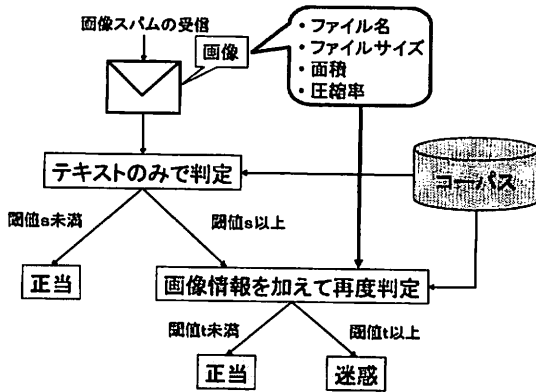 画像スパムの受信
画像
・ファイル名
・ファイルサイズ
・面積
・圧縮率
テキストのみで判定
コーパス
閾値s未満
閾値s以上
正当
画像情報を加えて再度判定
閾値t未満
閾値t以上
正当
迷惑